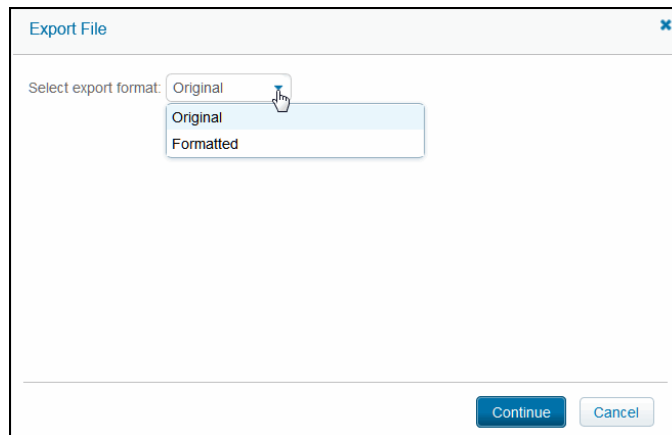 Export File
Select export format: Original
Original
Formatted
Continue Cancel